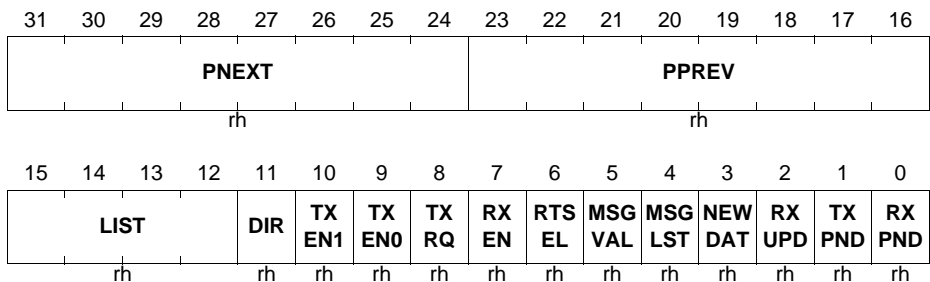 31 30 29 28 27 26 25 24 23 22 21 20 19 18 17 16
PNEXT PPREV
rh rh
15 14 13 12 11 10 9 8 7 6 5 4 3 2 1 0
LIST DIR TX EN1 TX EN0 TX RQ RX EN RTS EL MSG VAL MSG LST NEW DAT RX UPD TX PND RX PND
rh rh rh rh rh rh rh rh rh rh rh rh rh